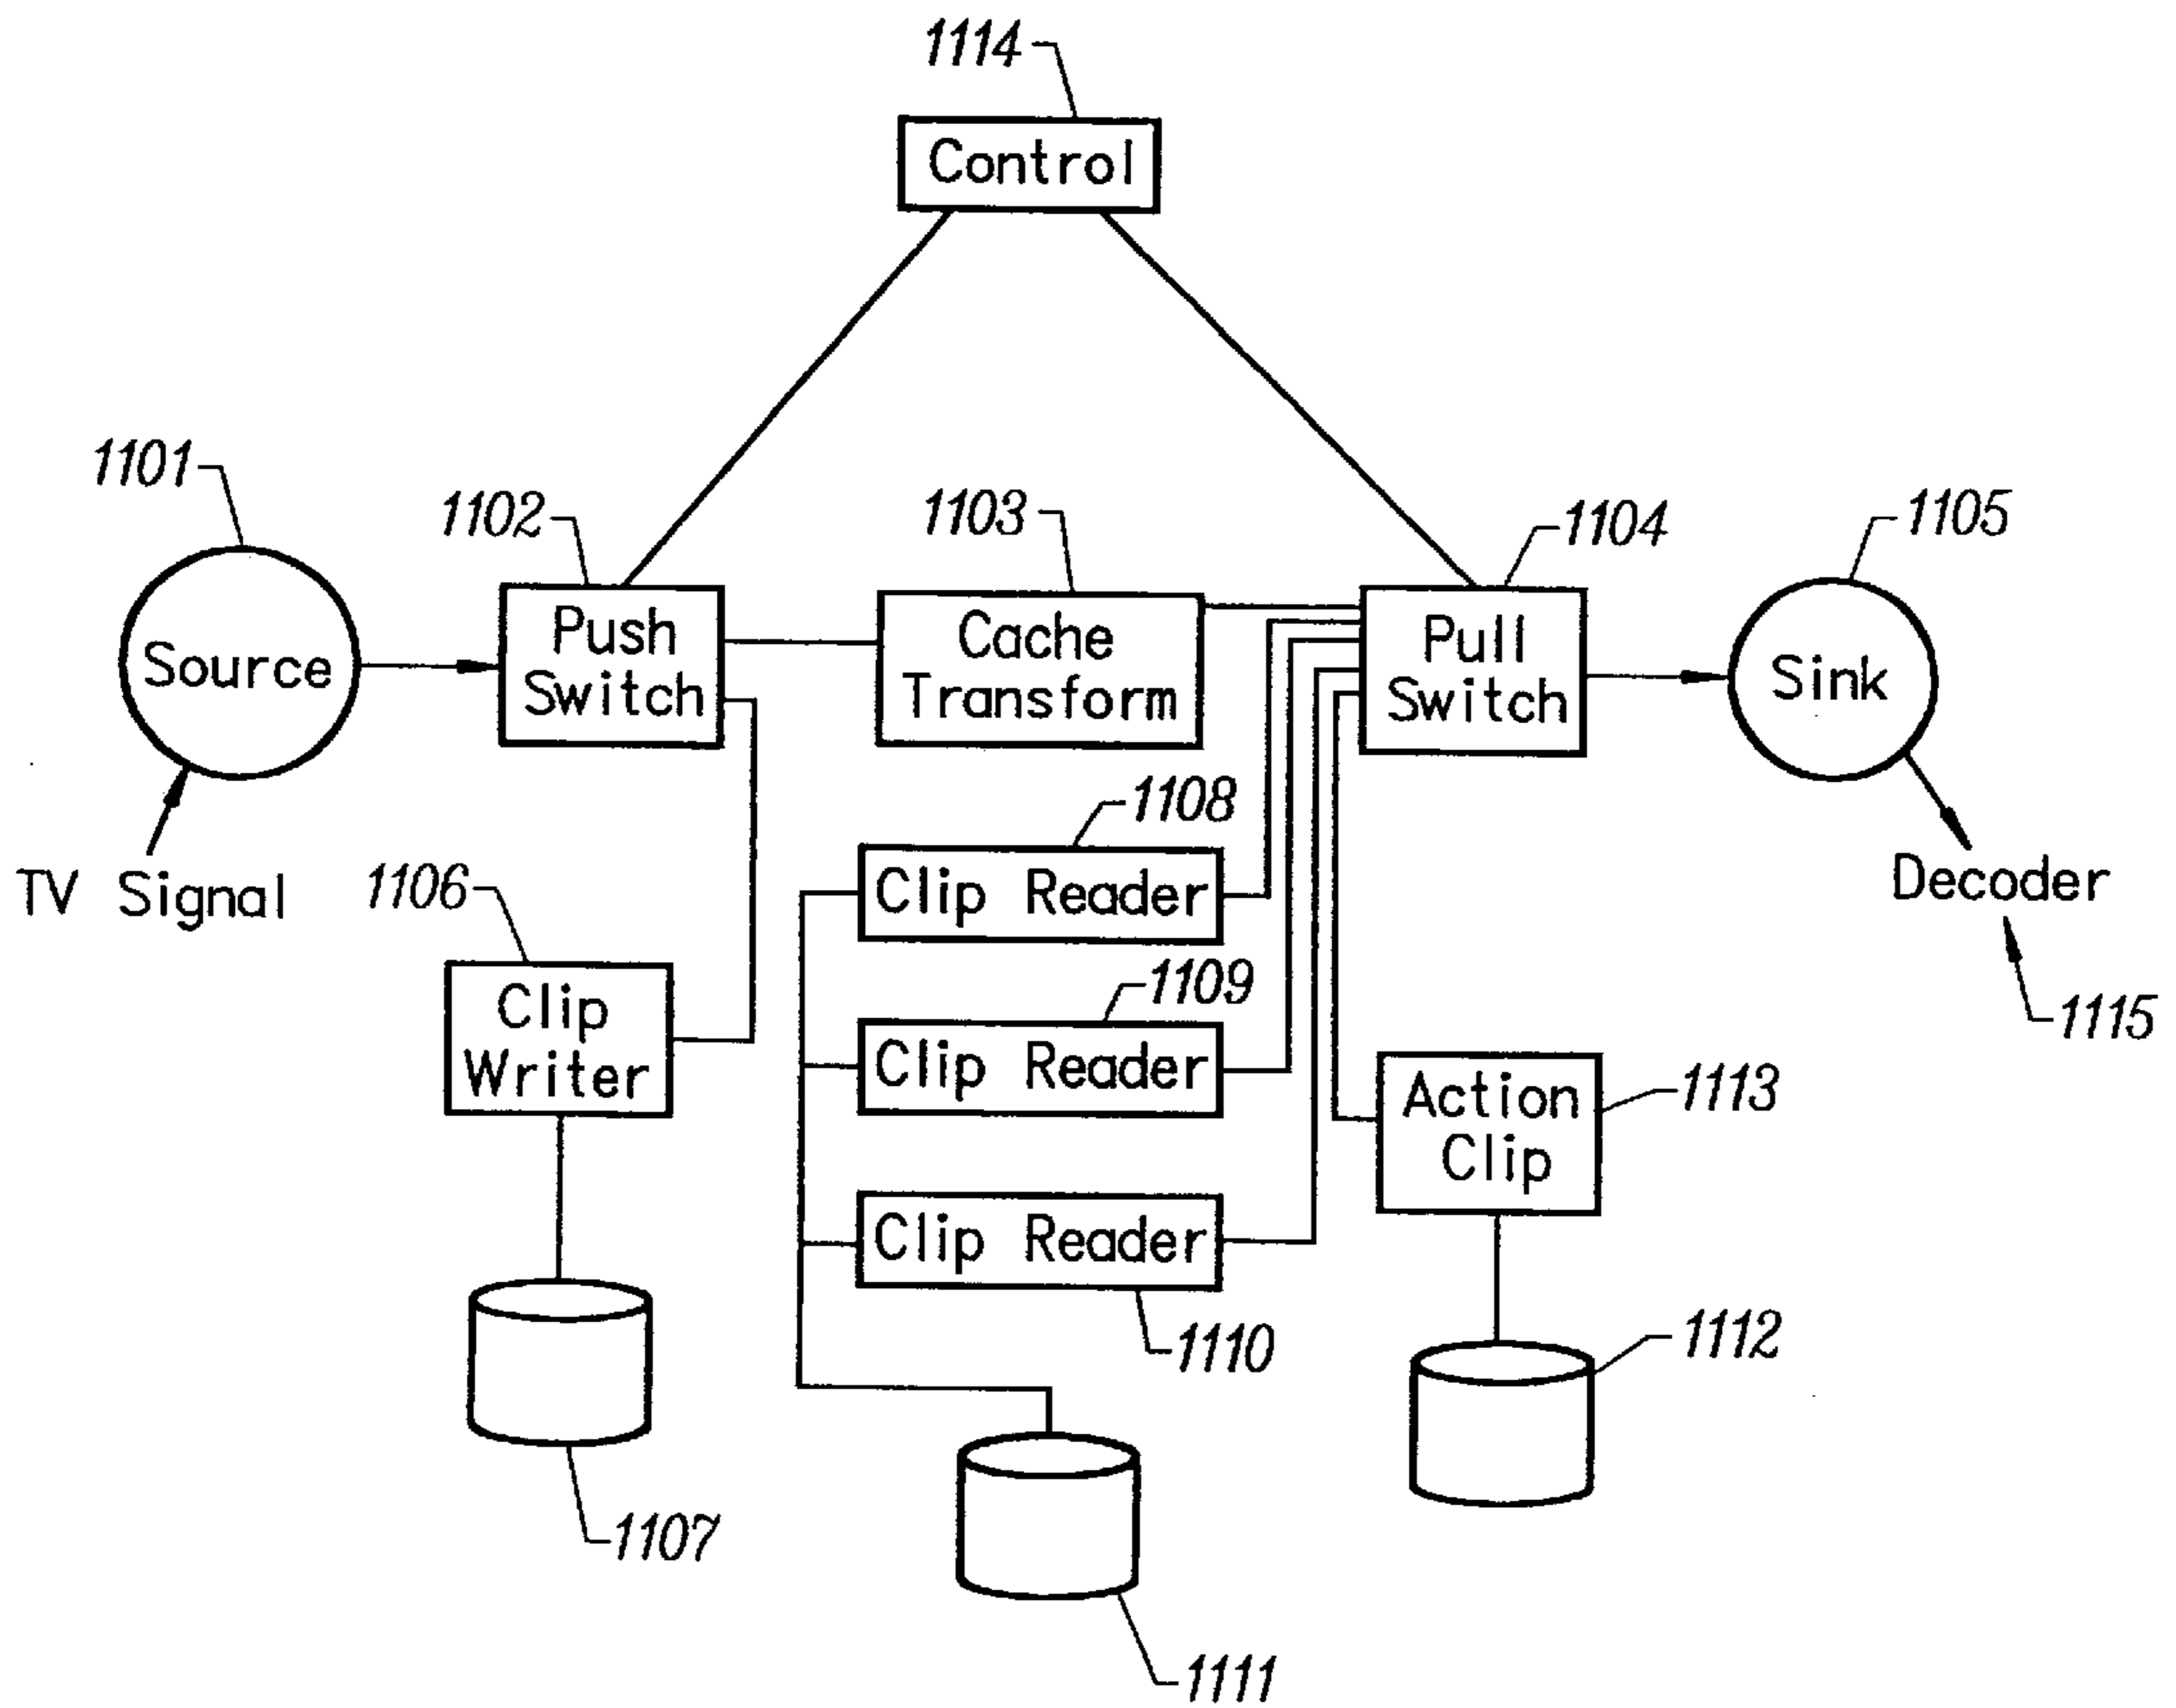 1114
Control
1101
1102
1103
1104
1105
Source
Push
Switch
Cache
Transform
Pull
Switch
Sink
TV Signal
Decoder
1115
1106
Clip
Writer
1107
1108
Clip Reader
1109
Clip Reader
Clip Reader
1110
1111
Action
Clip
1113
1112